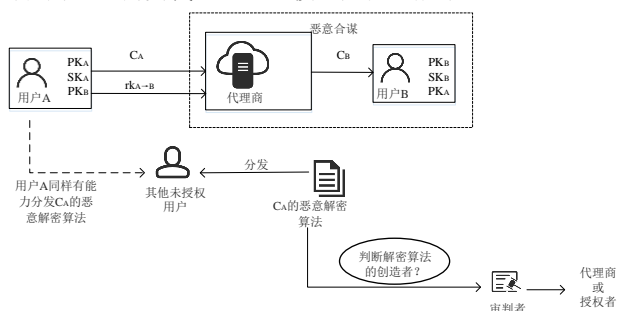 恶意合谋
PKA
SKA
PKB
用户A
CA
rkA→B
代理商
CB
PKB
SKB
PKA
用户B
用户A同样有能
力分发CA的恶
意解密算法
其他未授权
用户
分发
CA的恶意解密
算法
判断解密算法
的创造者？
审判者
代理商
或
授权者